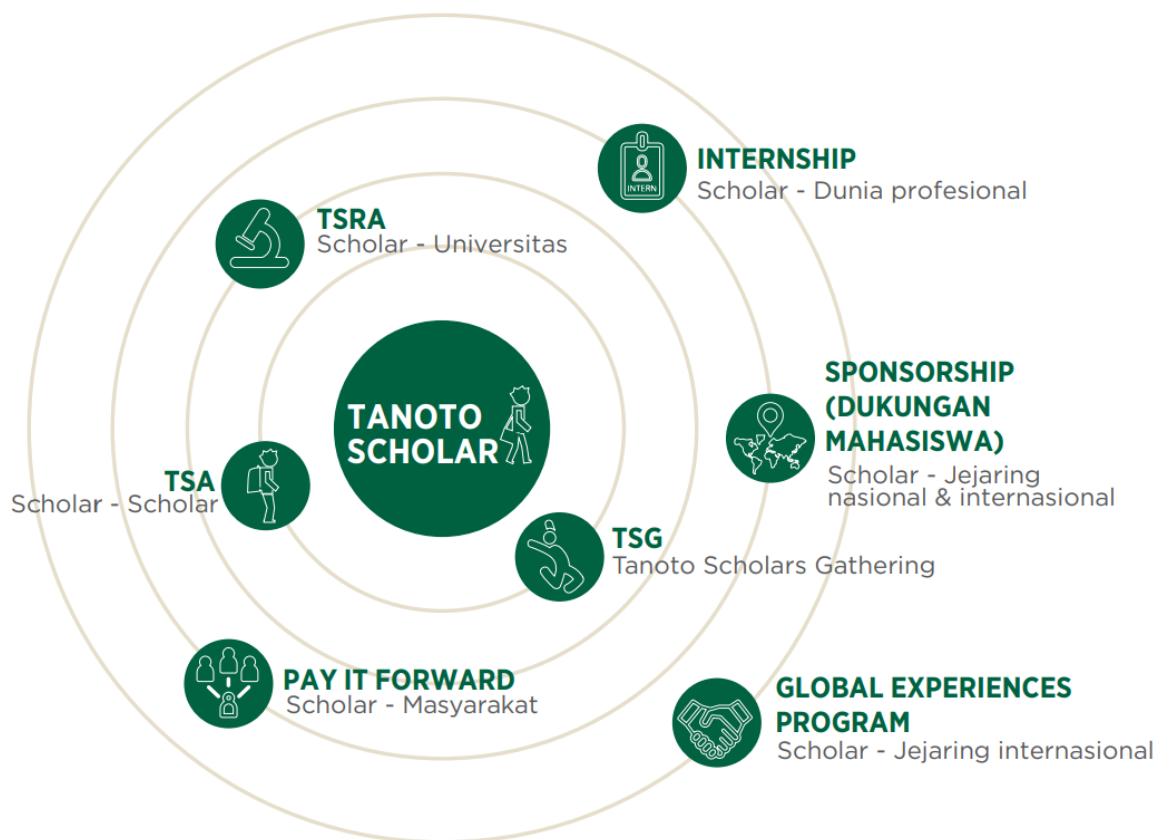 INTERN
INTERNSHIP
Scholar - Dunia profesional
TSRA
Scholar - Universitas
TANOTO
SCHOLAR
SPONSORSHIP
(DUKUNGAN
MAHASISWA)
Scholar - Jejaring
nasional & internasional
TSA
Scholar - Scholar
TSG
Tanoto Scholars Gathering
PAY IT FORWARD
Scholar - Masyarakat
GLOBAL EXPERIENCES
PROGRAM
Scholar - Jejaring internasional